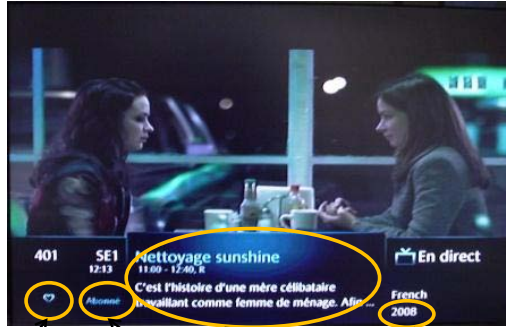 401
SE1
12:13
Abonné
Nettoyage sunshine
11:00 - 12:40, R
C'est l'histoire d'une mère célibataire
travaillant comme femme de ménage. Afin ...
En direct
French
2008